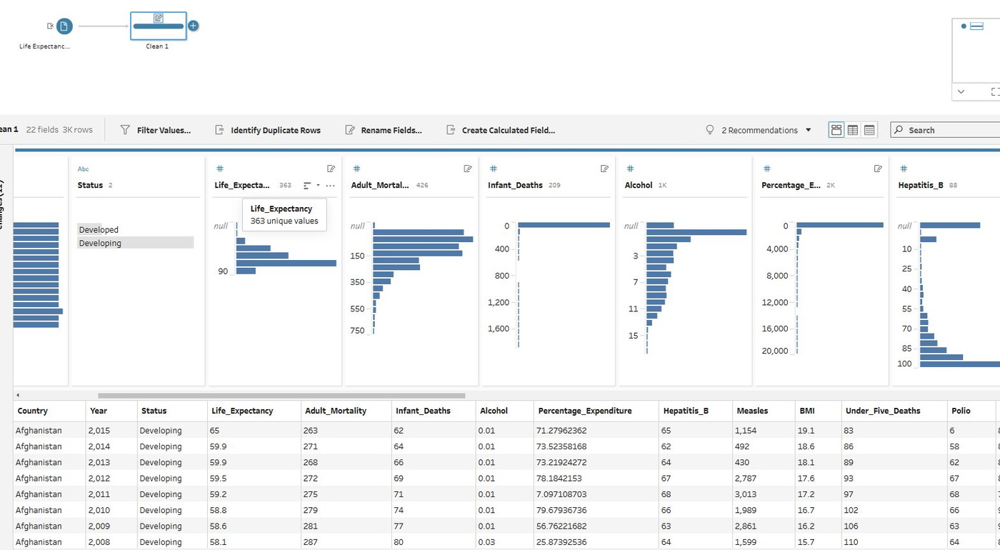 Life Expectanc...
Clean 1
ean 1 22 fields 3K rows Filter Values... Identify Duplicate Rows Rename Fields... Create Calculated Field... 2 Recommendations Search
Abc
Status 2
Developed
Developing
Life_Expecta... 363
Life_Expectancy
363 unique values
null
90
Adult_Mortal... 426
null
150
350
550
750
Infant_Deaths 209
0
400
800
1,200
1,600
Alcohol 1K
null
3
7
11
15
Percentage_E... 2K
0
4,000
8,000
12,000
16,000
20,000
Hepatitis_B 88
null
10
25
40
55
70
85
100
Country Year Status Life_Expectancy Adult_Mortality Infant_Deaths Alcohol Percentage_Expenditure Hepatitis_B Measles BMI Under_Five_Deaths Polio
Afghanistan 2,015 Developing 65 263 62 0.01 71.27962362 65 1,154 19.1 83 6
Afghanistan 2,014 Developing 59.9 271 64 0.01 73.52358168 62 492 18.6 86 58
Afghanistan 2,013 Developing 59.9 268 66 0.01 73.21924272 64 430 18.1 89 62
Afghanistan 2,012 Developing 59.5 272 69 0.01 78.1842153 67 2,787 17.6 93 67
Afghanistan 2,011 Developing 59.2 275 71 0.01 7.097108703 68 3,013 17.2 97 68
Afghanistan 2,010 Developing 58.8 279 74 0.01 79.67936736 66 1,989 16.7 102 66
Afghanistan 2,009 Developing 58.6 281 77 0.01 56.76221682 63 2,861 16.2 106 63
Afghanistan 2,008 Developing 58.1 287 80 0.03 25.87392536 64 1,599 15.7 110 64